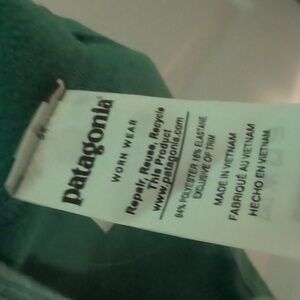 patagonia®
WORN WEAR
Repair, Reuse, Recycle
This Product
www.patagonia.com
84% POLYESTER 16% ELASTANE
EXCLUSIVE OF TRIM
MADE IN VIETNAM
FABRIQUÉ AU VIETNAM
HECHO EN VIETNAM